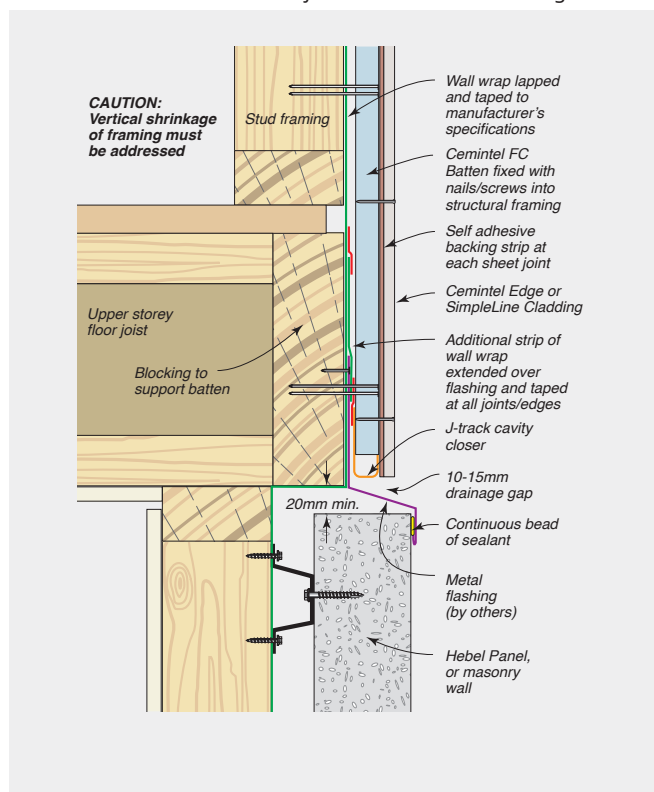 CAUTION:
Vertical shrinkage
of framing must
be addressed
Stud framing
Wall wrap lapped
and taped to
manufacturer's
specifications
Cemintel FC
Batten fixed with
nails/screws into
structural framing
Self adhesive
backing strip at
each sheet joint
Cemintel Edge or
SimpleLine Cladding
Upper storey
floor joist
Blocking to
support batten
Additional strip of
wall wrap
extended over
flashing and taped
at all joints/edges
J-track cavity
closer
10-15mm
drainage gap
20mm min.
Continuous bead
of sealant
Metal
flashing
(by others)
Hebel Panel,
or masonry
wall